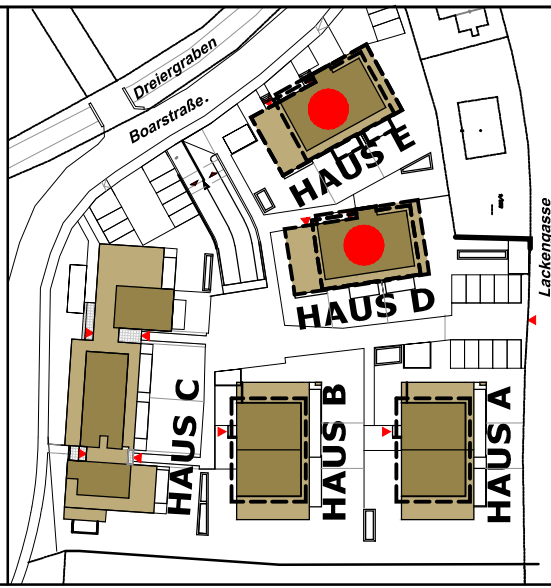 Dreiergraben
Boarstraße.
HAUS E
Lackengasse
HAUS D
HAUS C
HAUS B
HAUS A